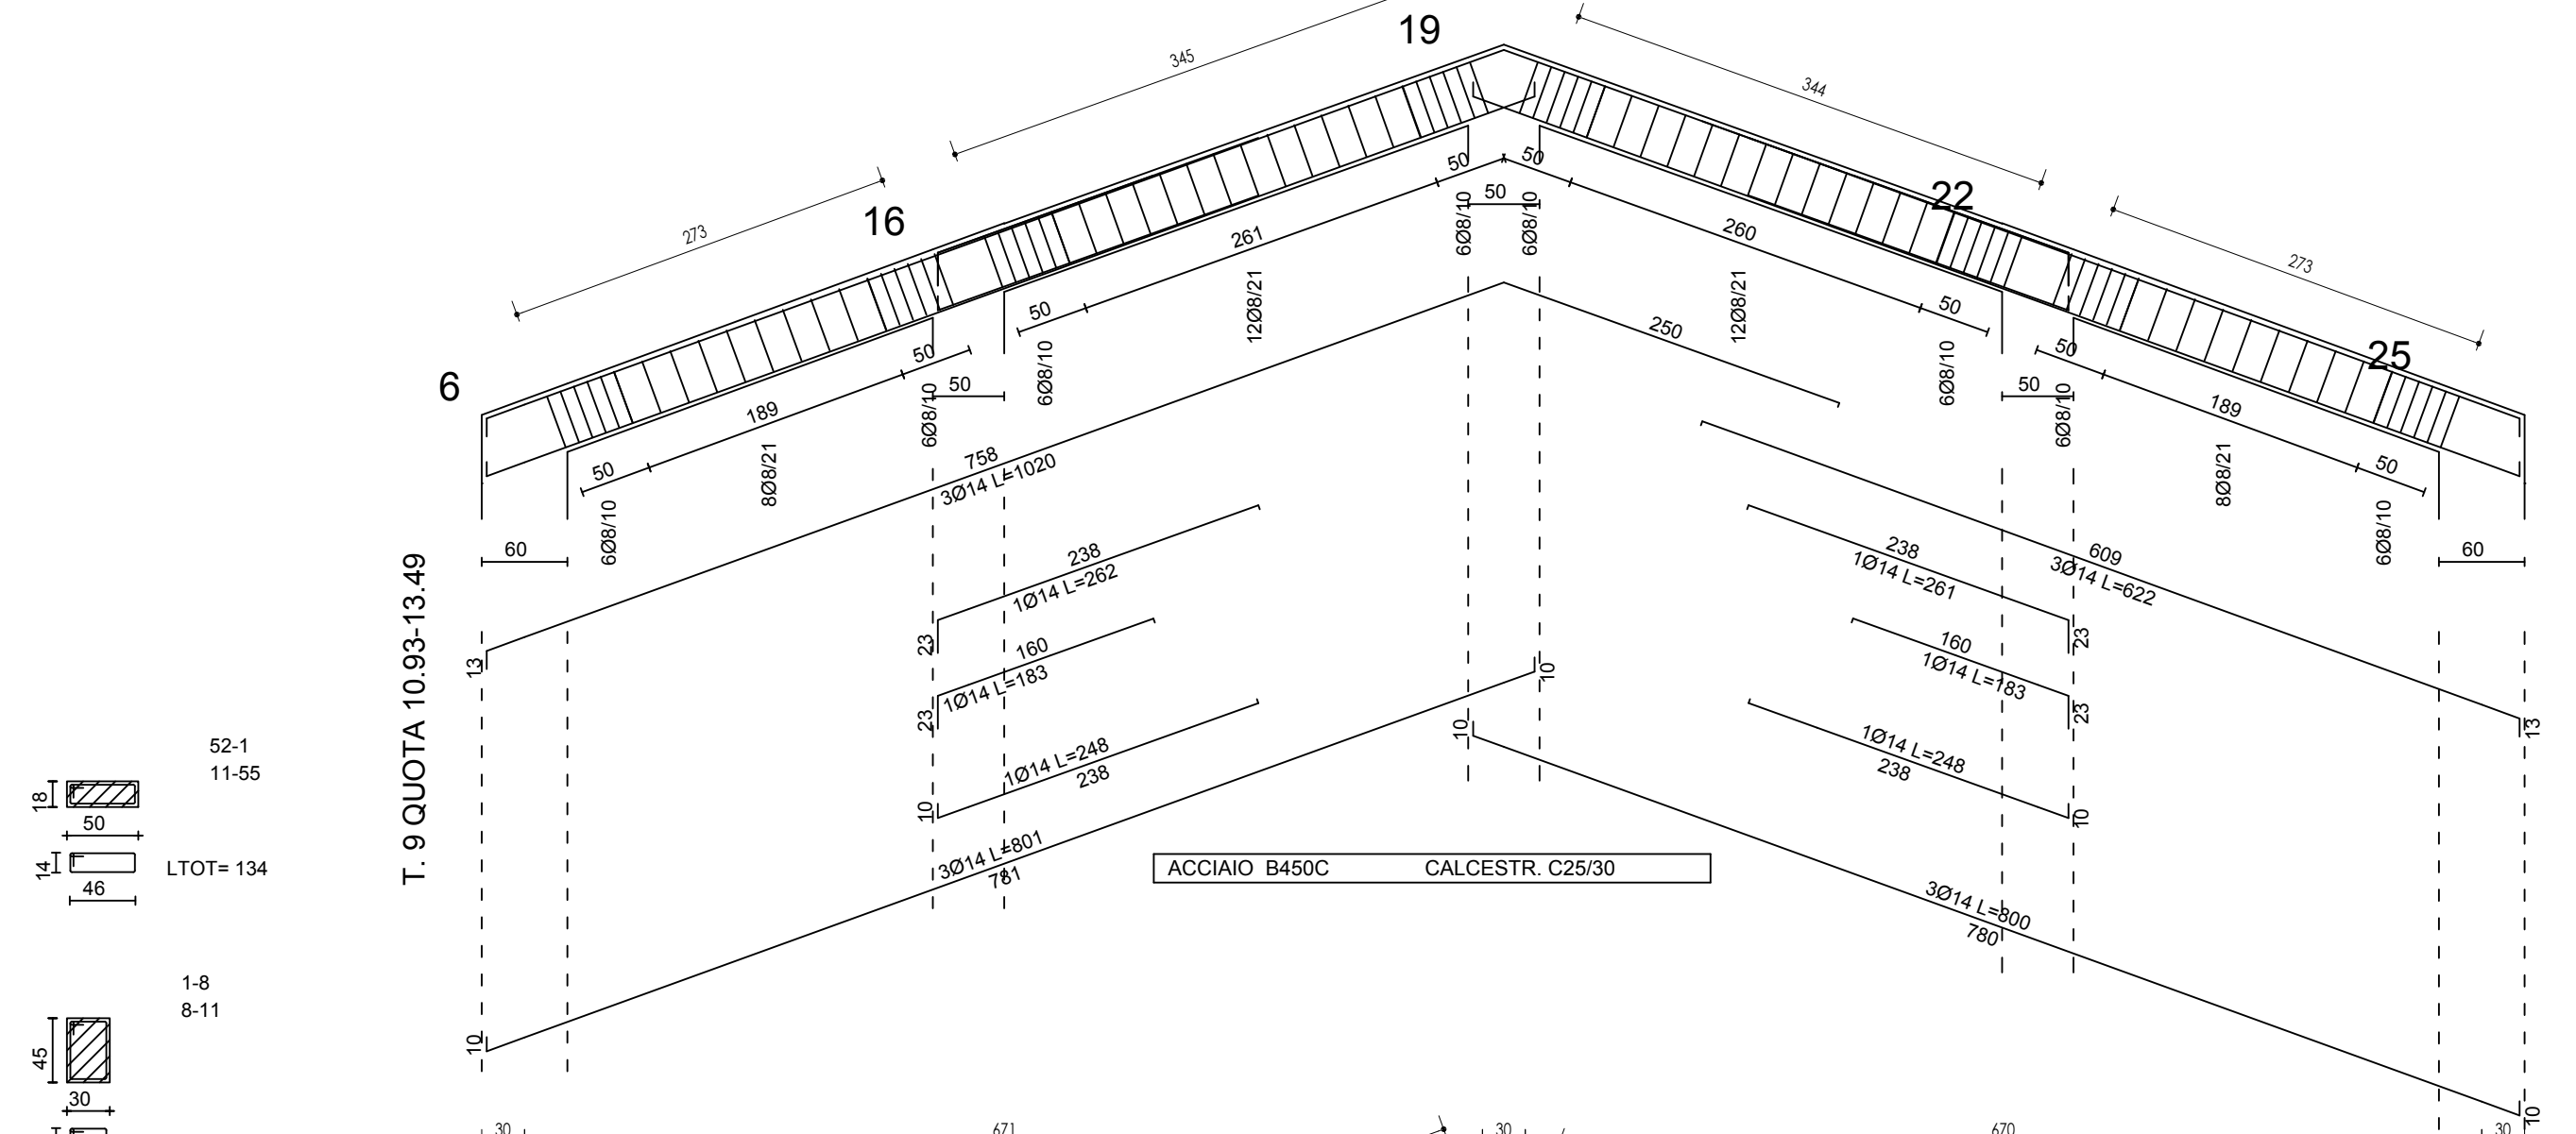 19
345
344
16
22
273
273
6
25
50
50
50
6Ø8/10
6Ø8/10
261
260
12Ø8/21
12Ø8/21
50
50
6Ø8/10
6Ø8/10
50
50
50
50
6Ø8/10
6Ø8/10
189
189
8Ø8/21
8Ø8/21
50
50
6Ø8/10
6Ø8/10
60
60
250
758
3Ø14 L=1020
13
609
3Ø14 L=622
13
238
1Ø14 L=262
23
238
1Ø14 L=261
23
160
1Ø14 L=183
23
160
1Ø14 L=183
23
1Ø14 L=248
238
10
1Ø14 L=248
238
10
10
3Ø14 L=801
781
10
10
3Ø14 L=800
780
10
T. 9 QUOTA 10.93-13.49
ACCIAIO B450C CALCESTR. C25/30
52-1
11-55
18
50
14
46
LTOT= 134
1-8
8-11
45
30
30
671
30
670
30